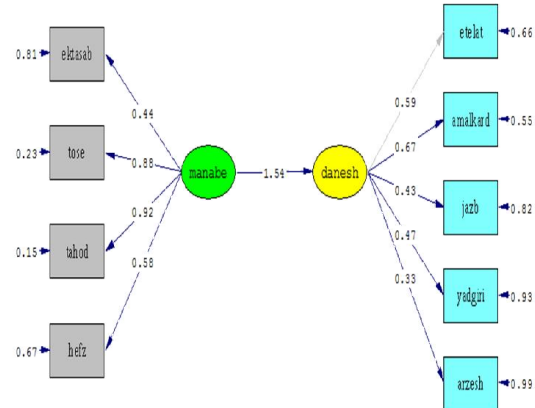 0.81 ektasab
0.23 tose
0.15 tahod
0.67 hefz
0.44
0.88
0.92
0.58
manabe
1.54
danesh
0.59
0.67
0.43
0.47
0.33
etelat 0.66
amalkard 0.55
jazb 0.82
yadgiri 0.93
arzesh 0.99